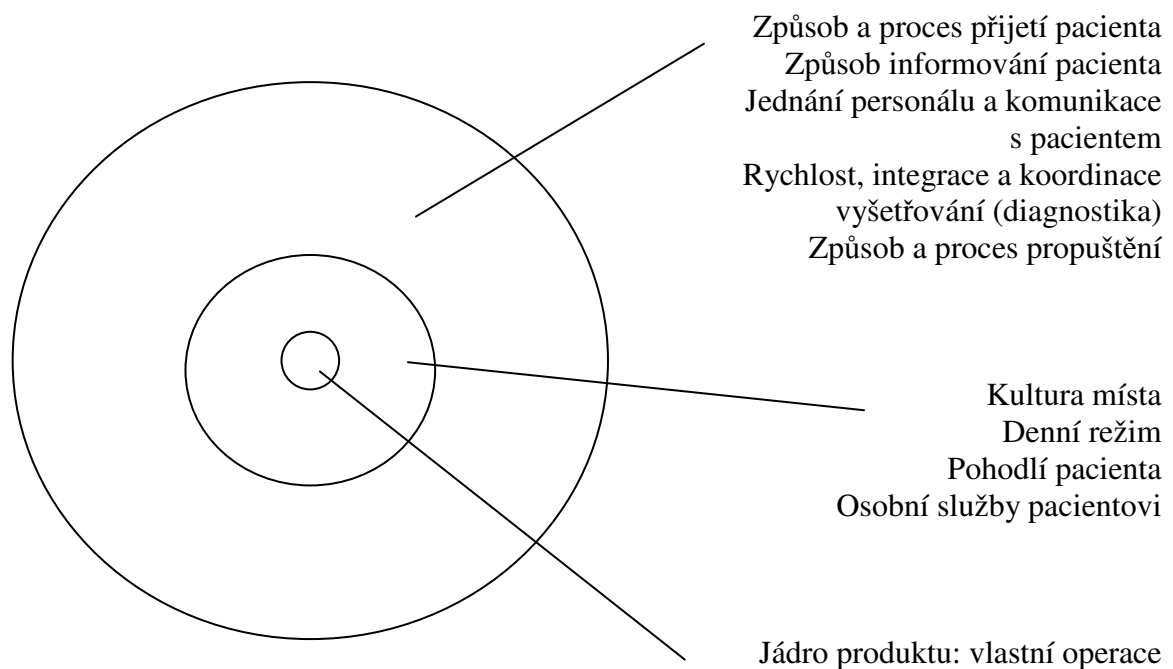 Způsob a proces přijetí pacienta
Způsob informování pacienta
Jednání personálu a komunikace
s pacientem
Rychlost, integrace a koordinace
vyšetřování (diagnostika)
Způsob a proces propuštění
Kultura místa
Denní režim
Pohodlí pacienta
Osobní služby pacientovi
Jádro produktu: vlastní operace